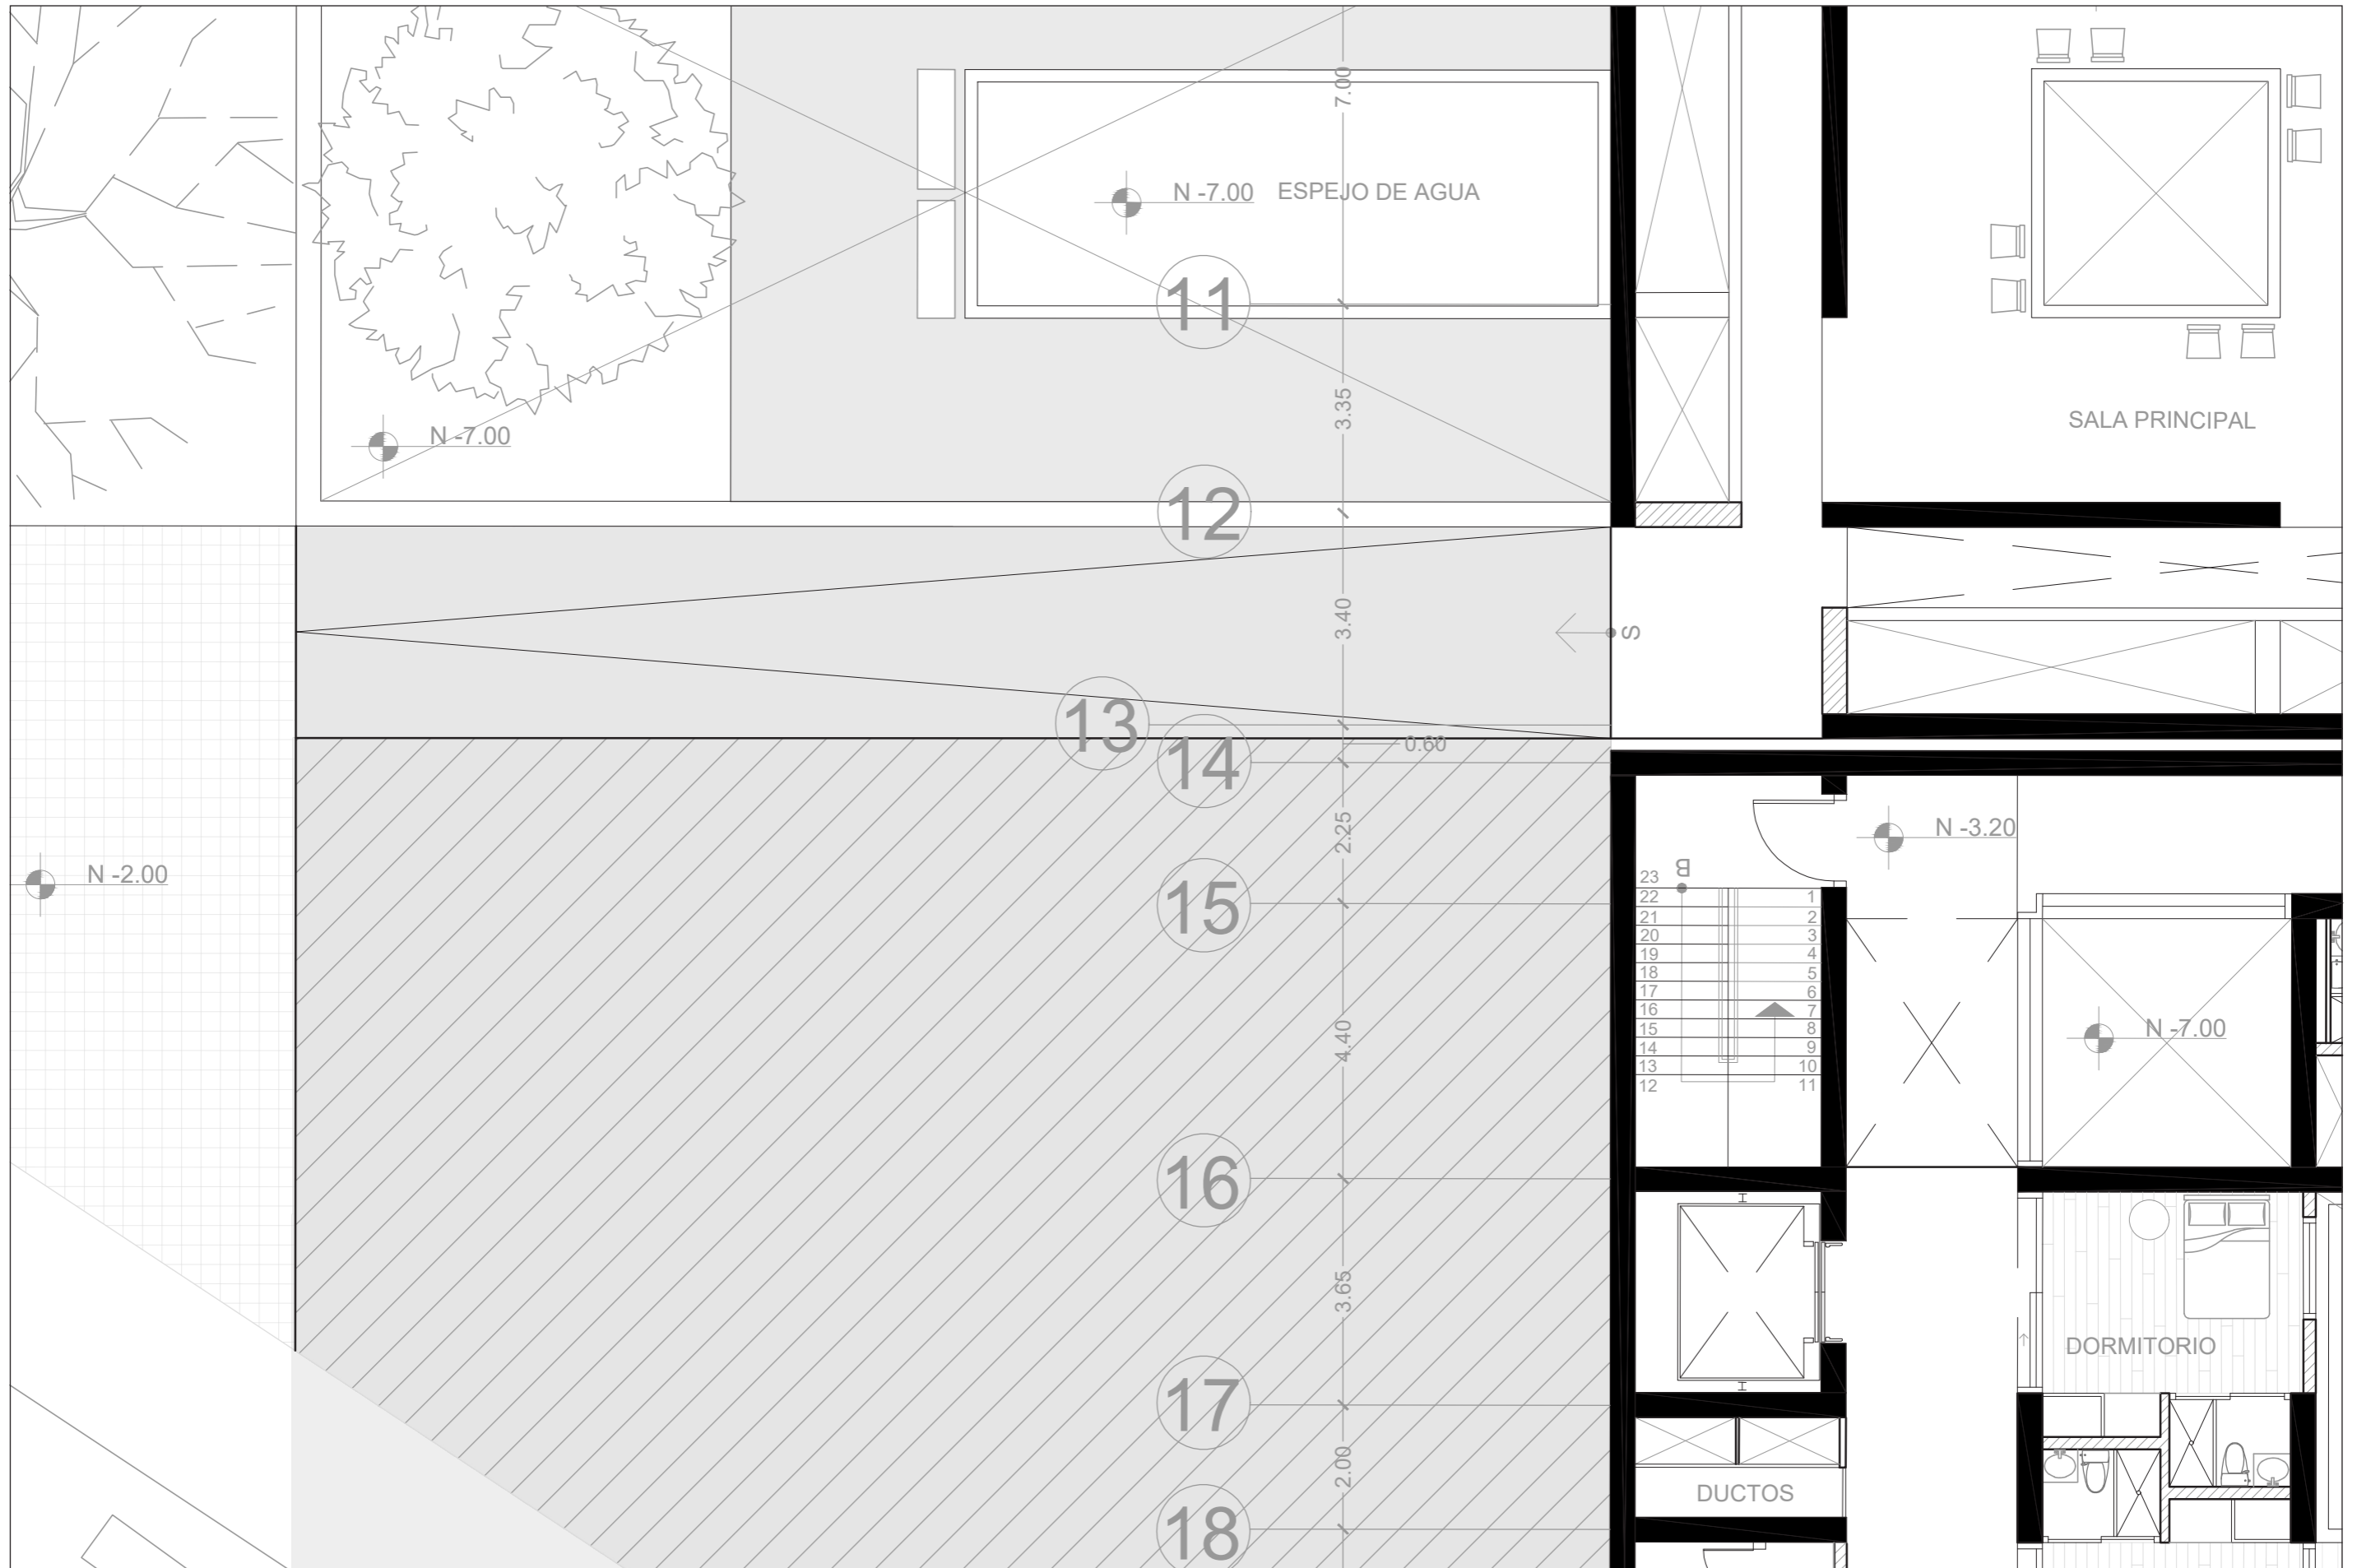 7.00
N -7.00 ESPEJO DE AGUA
11
3.35
SALA PRINCIPAL
N -7.00
12
3.40
S
13
14
0.60
2.25
N -3.20
N -2.00
15
B
23
22 1
21 2
20 3
19 4
18 5
17 6
16 7
15 8
14 9
13 10
12 11
N -7.00
4.40
16
3.65
DORMITORIO
17
2.00
DUCTOS
18